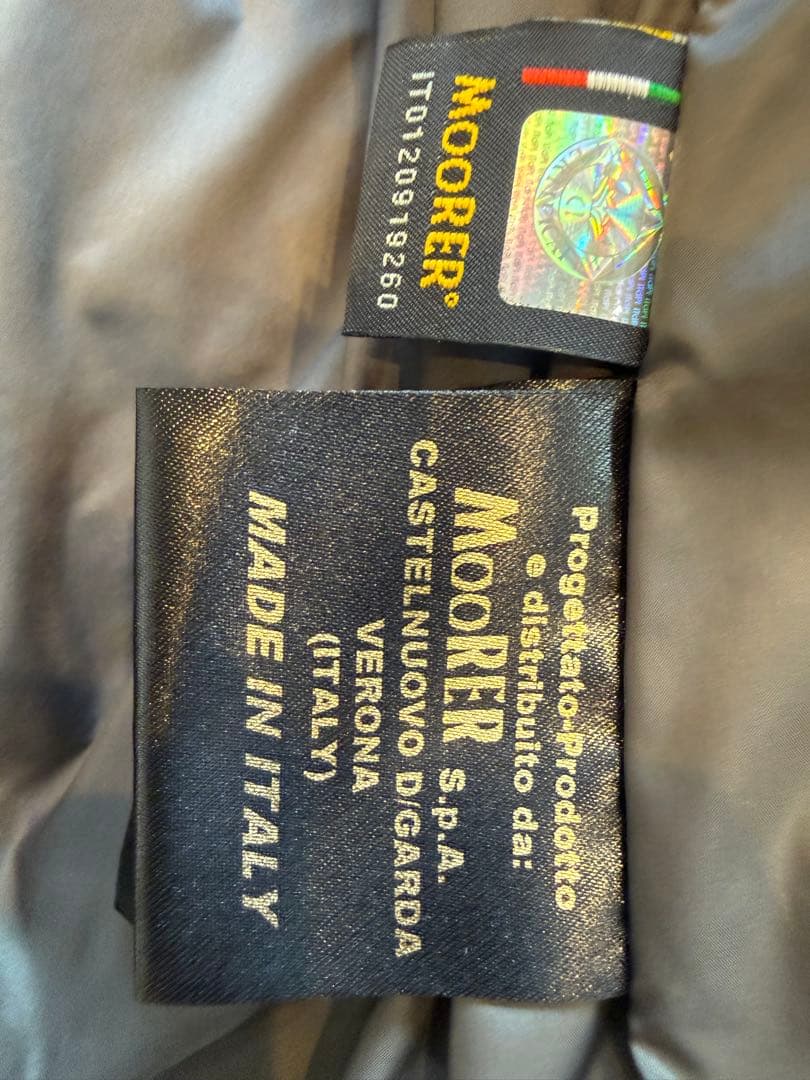 MOORER®
IT0120919260
Progettato-Prodotto
e distribuito da:
MOORER S.p.A.
CASTELNUOVO D/GARDA
VERONA
(ITALY)
MADE IN ITALY